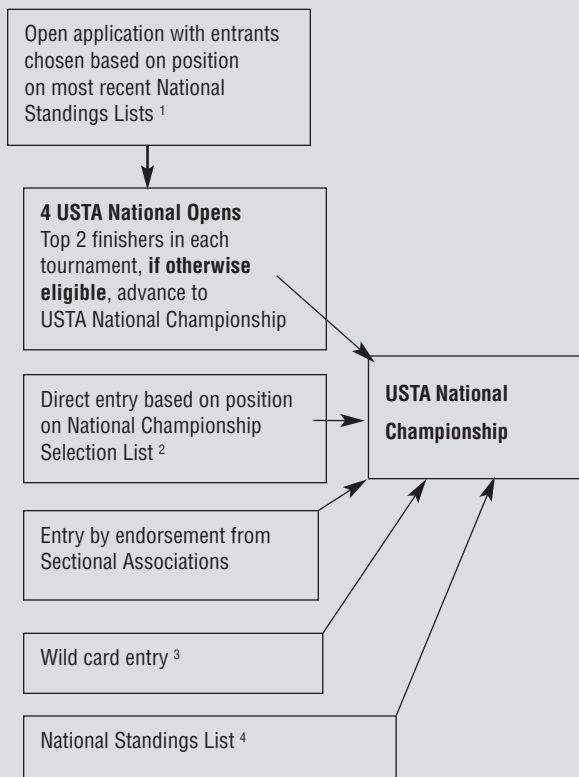 Open application with entrants
chosen based on position
on most recent National
Standings Lists 1
4 USTA National Opens
Top 2 finishers in each
tournament, if otherwise
eligible, advance to
USTA National Championship
Direct entry based on position
on National Championship
Selection List 2
USTA National
Championship
Entry by endorsement from
Sectional Associations
Wild card entry 3
National Standings List 4